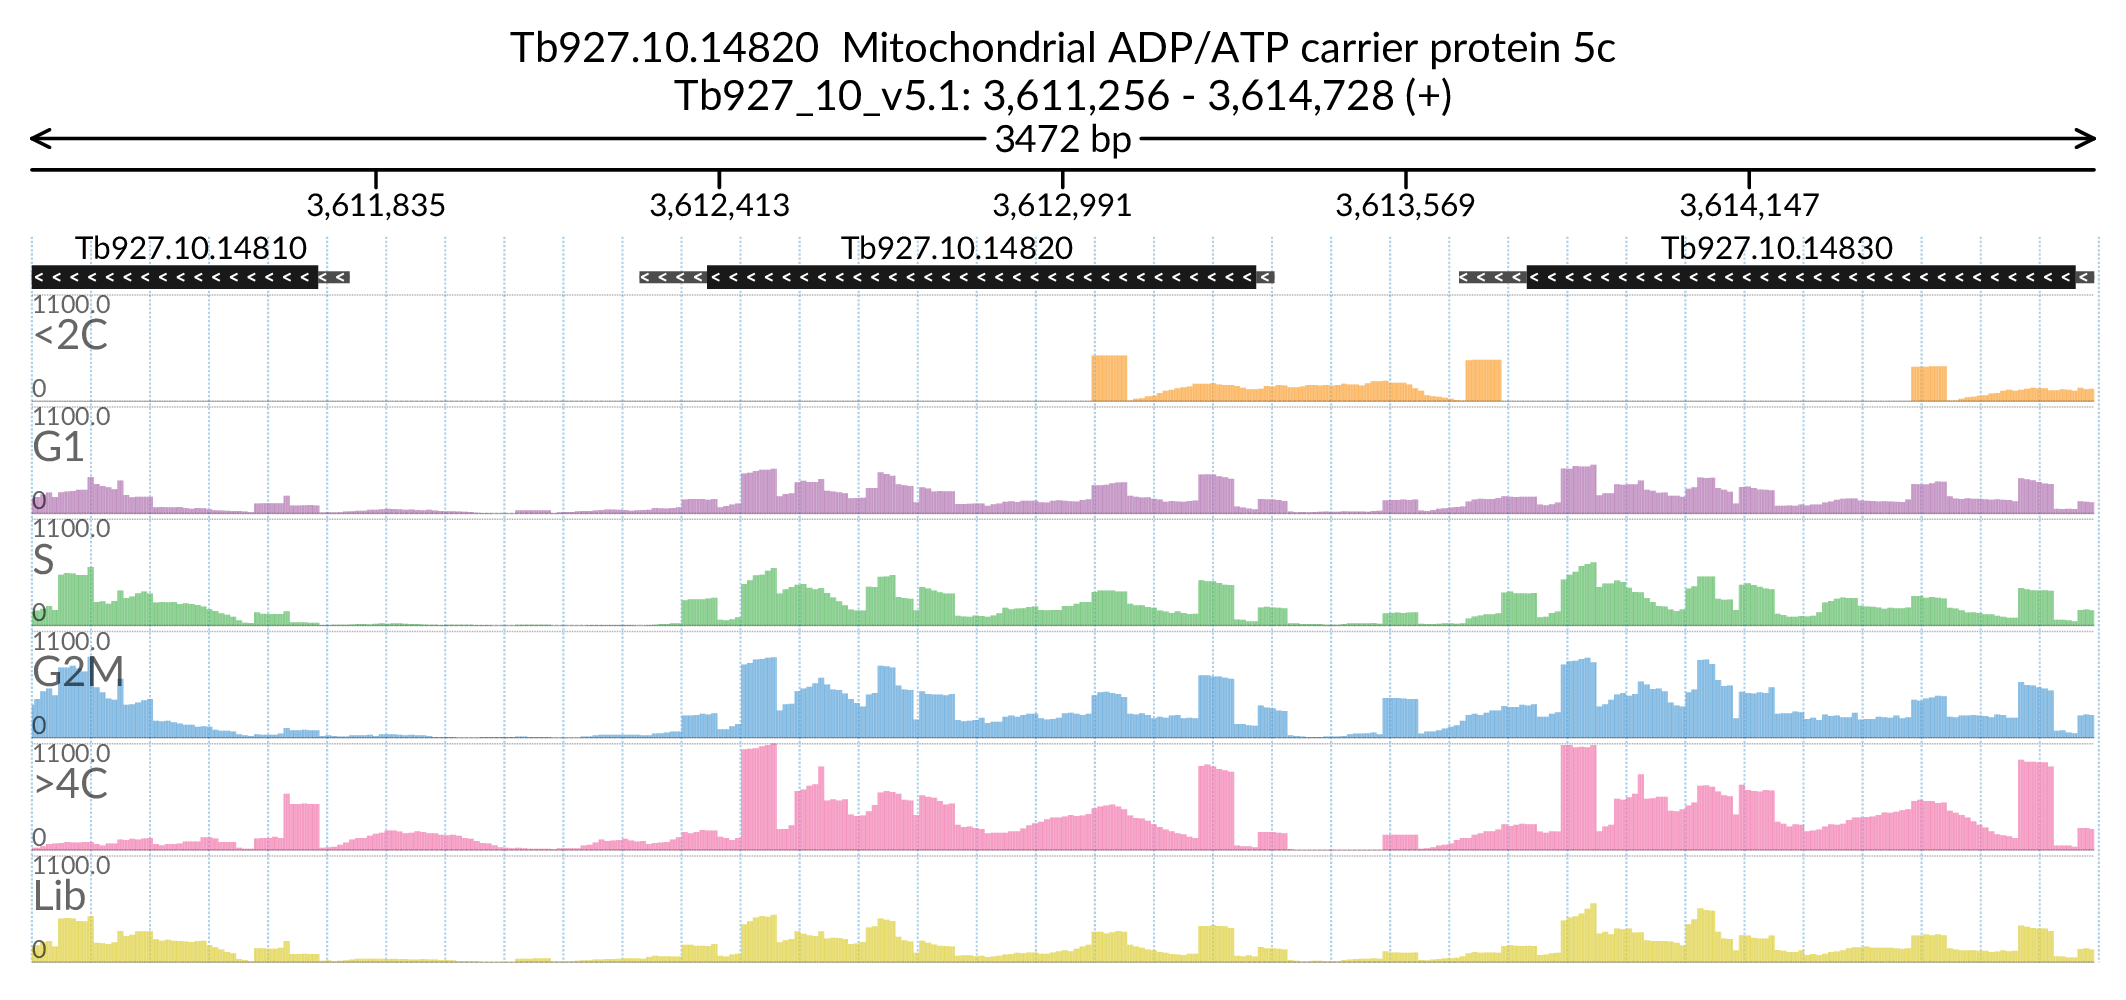 Tb927.10.14820  Mitochondrial ADP/ATP carrier protein 5c
Tb927_10_v5.1: 3,611,256 - 3,614,728 (+)
3472 bp
3,611,835 3,612,413 3,612,991 3,613,569 3,614,147
Tb927.10.14810 Tb927.10.14820 Tb927.10.14830
1100.0
<2C
0
1100.0
G1
0
1100.0
S
0
1100.0
G2M
0
1100.0
>4C
0
1100.0
Lib
0